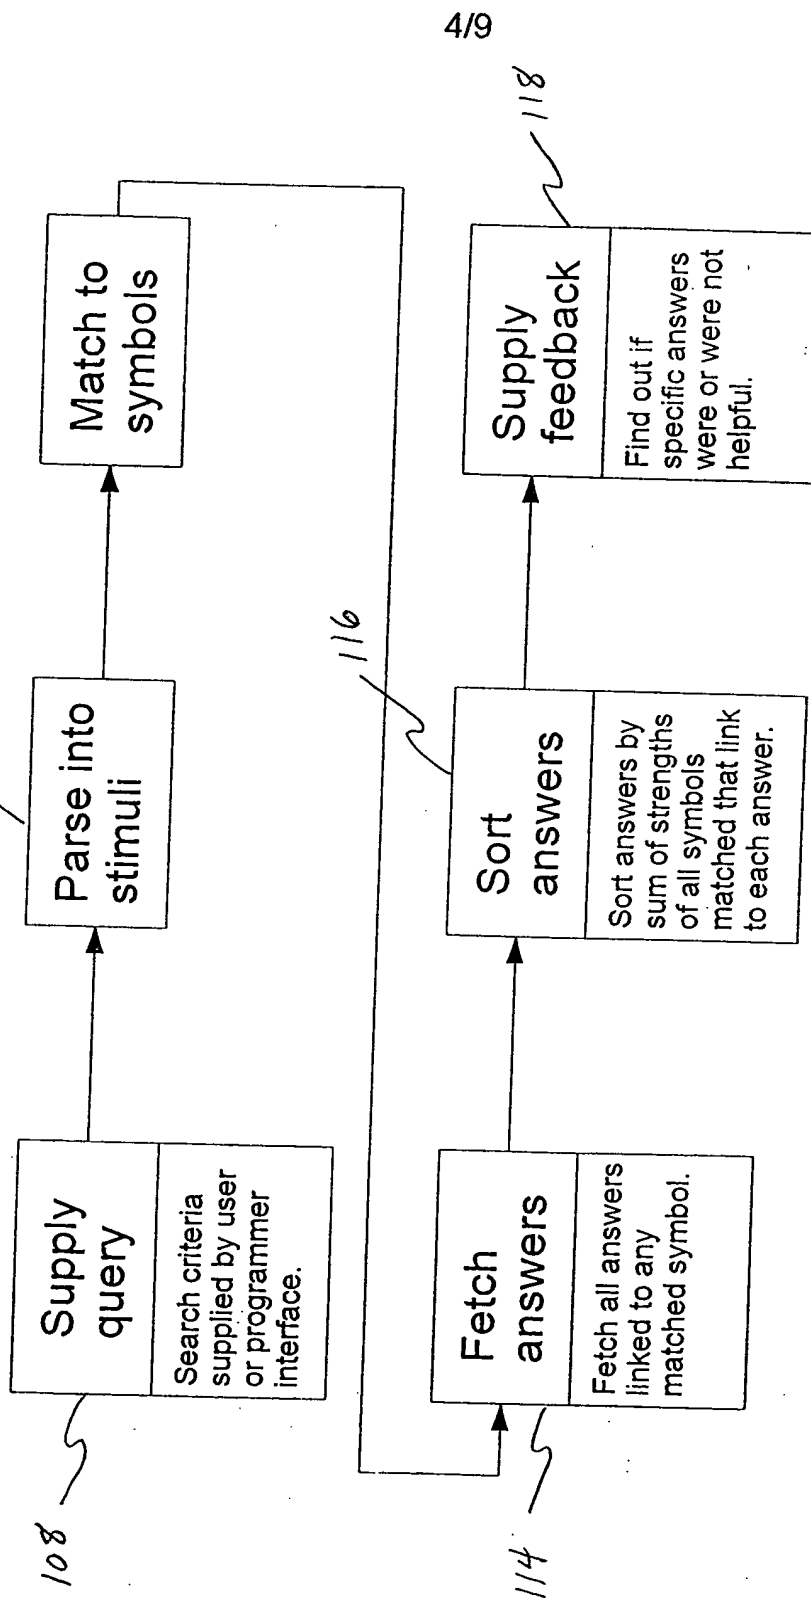 4/9
108
Supply
query
Search criteria
supplied by user
or programmer
interface.
Parse into
stimuli
Match to
symbols
114
Fetch
answers
Fetch all answers
linked to any
matched symbol.
116
Sort
answers
Sort answers by
sum of strengths
of all symbols
matched that link
to each answer.
118
Supply
feedback
Find out if
specific answers
were or were not
helpful.